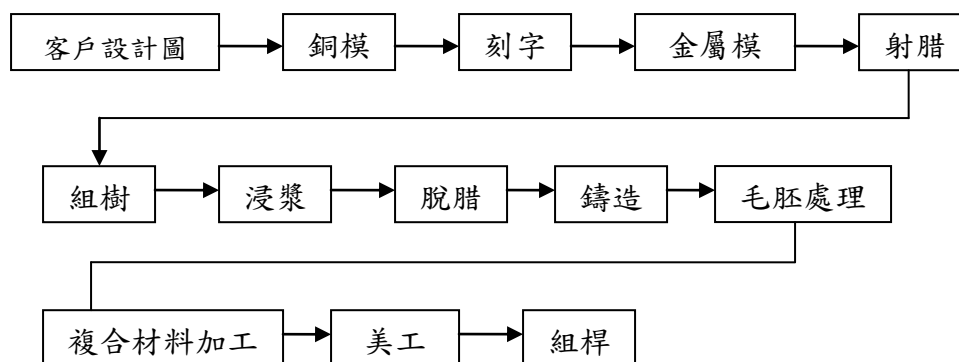 客戶設計圖 銅模 刻字 金屬模 射腊
組樹 浸漿 脫腊 鑄造 毛胚處理
複合材料加工 美工 組桿